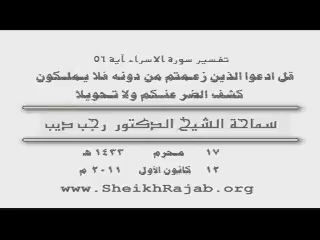 تفسير سورة الاسراء آية ٥٦
قل ادعوا الذين زعمتم من دونه فلا يملكون
كشف الضر عنكم ولا تحويلا
سماحة الشيخ الدكتور رجب ديب
١٧ محرم ١٤٣٣ هـ
١٢ كانون الأول ٢٠١١ م
www.SheikhRajab.org